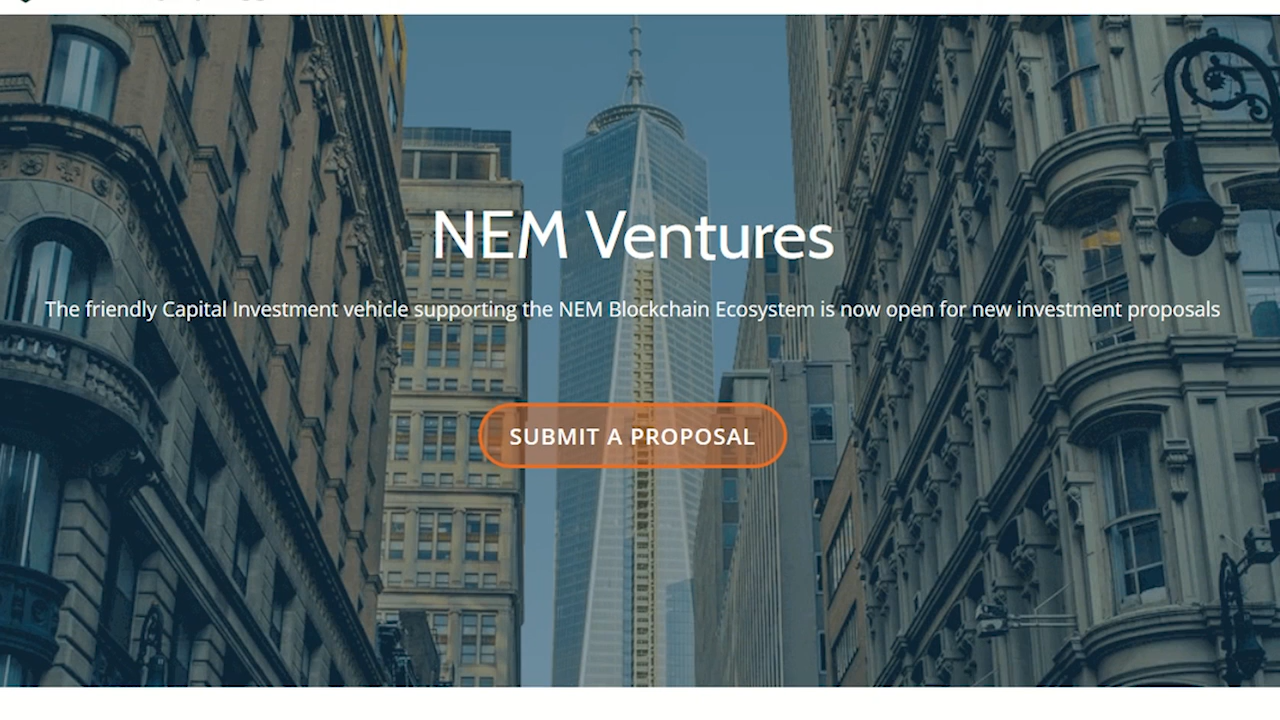 NEM Ventures
The friendly Capital Investment vehicle supporting the NEM Blockchain Ecosystem is now open for new investment proposals
SUBMIT A PROPOSAL